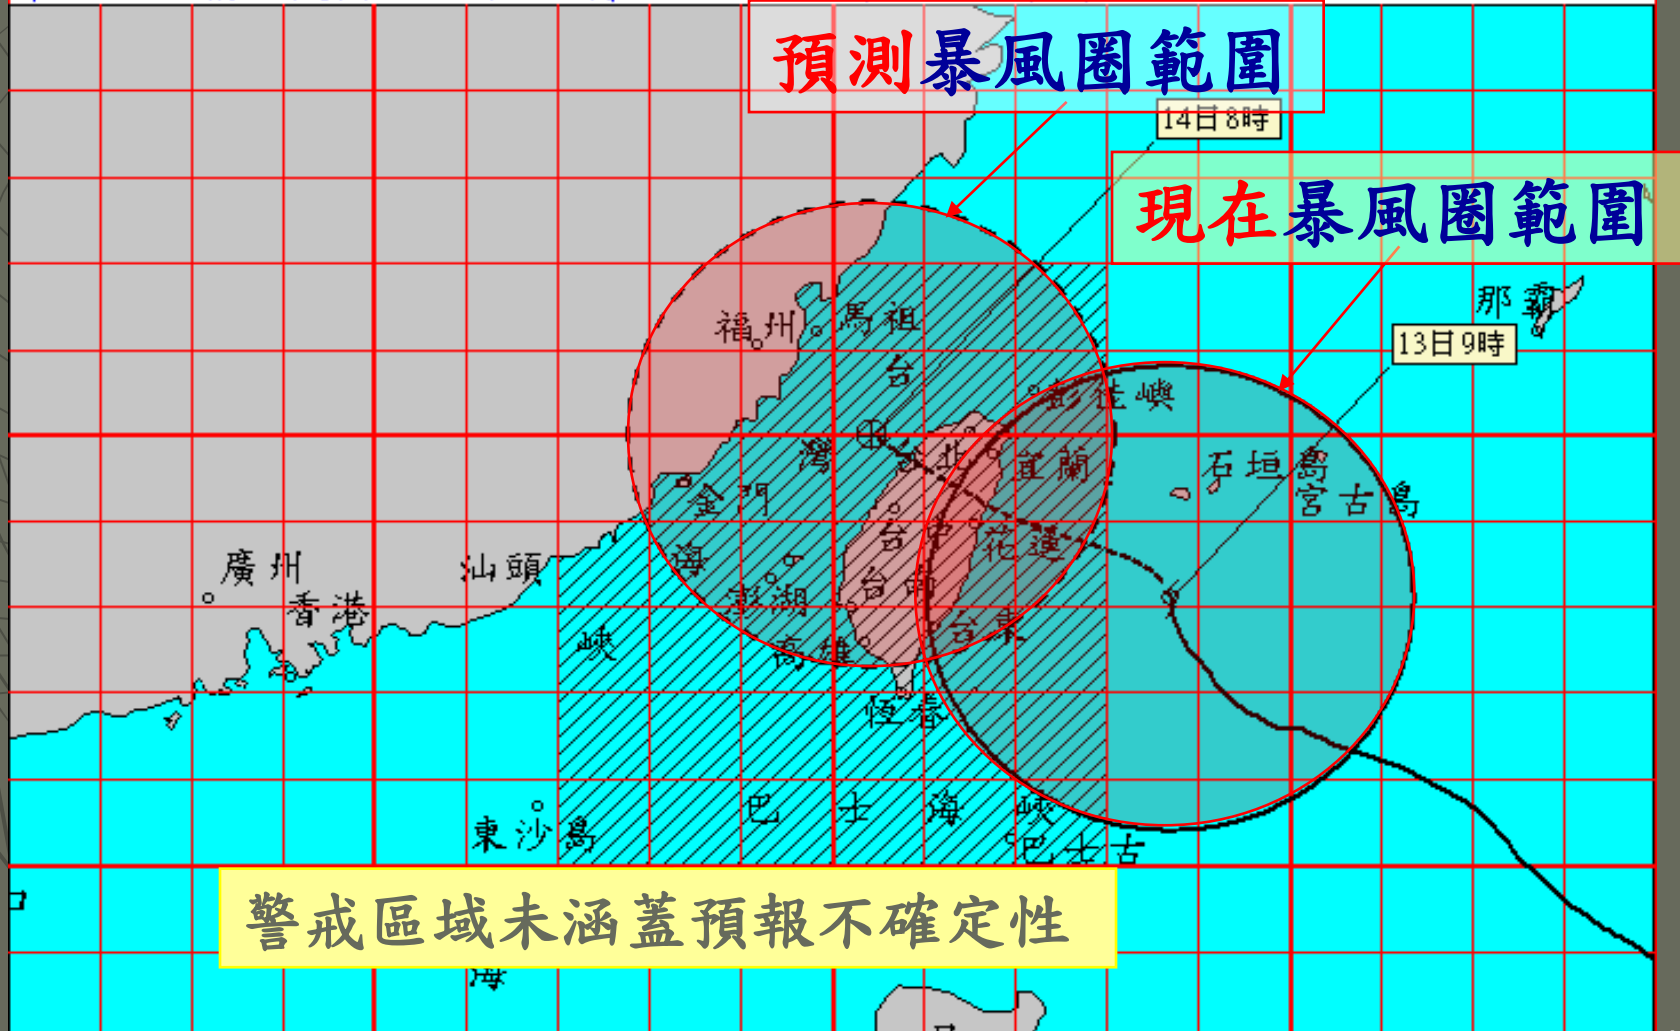 預測暴風圈範圍
14日8時
現在暴風圈範圍
那霸
13日9時
福州
馬祖
台
彭佳嶼
灣
台北
宜蘭
石垣島
宮古島
金門
台中
花蓮
海
廣州
汕頭
香港
澎湖
台南
台東
峽
高雄
恆春
巴士海峽
東沙島
巴士古
警戒區域未涵蓋預報不確定性
海